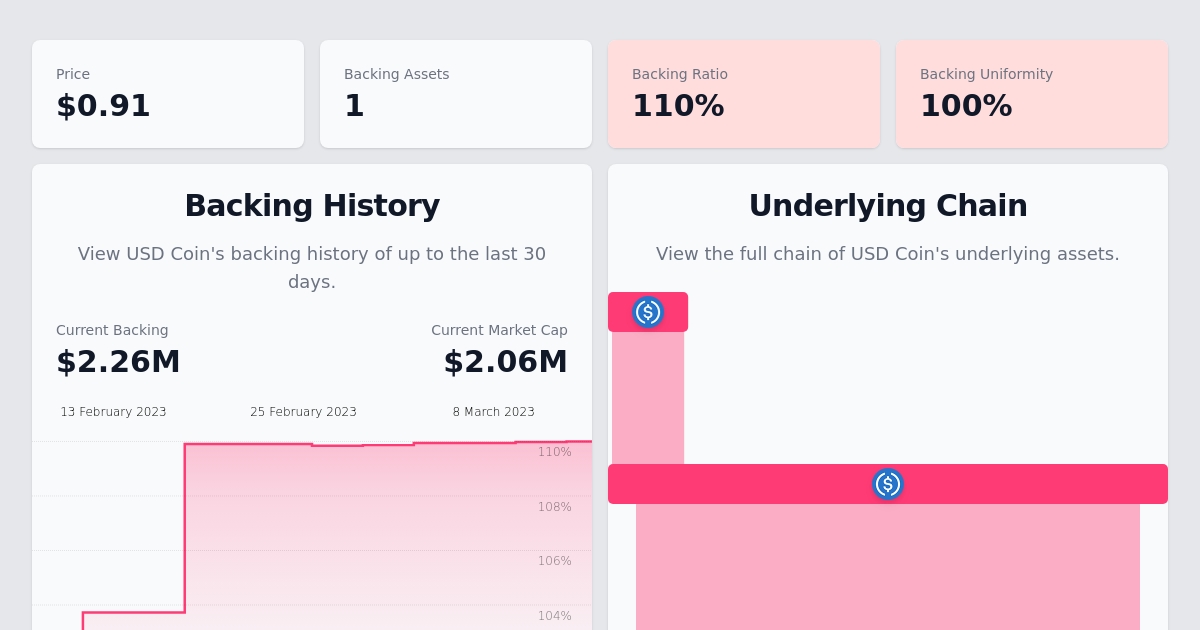 Price
$0.91
Backing Assets
1
Backing Ratio
110%
Backing Uniformity
100%
Backing History
View USD Coin's backing history of up to the last 30
days.
Current Backing
$2.26M
Current Market Cap
$2.06M
13 February 2023
25 February 2023
8 March 2023
110%
108%
106%
104%
Underlying Chain
View the full chain of USD Coin's underlying assets.
$
$